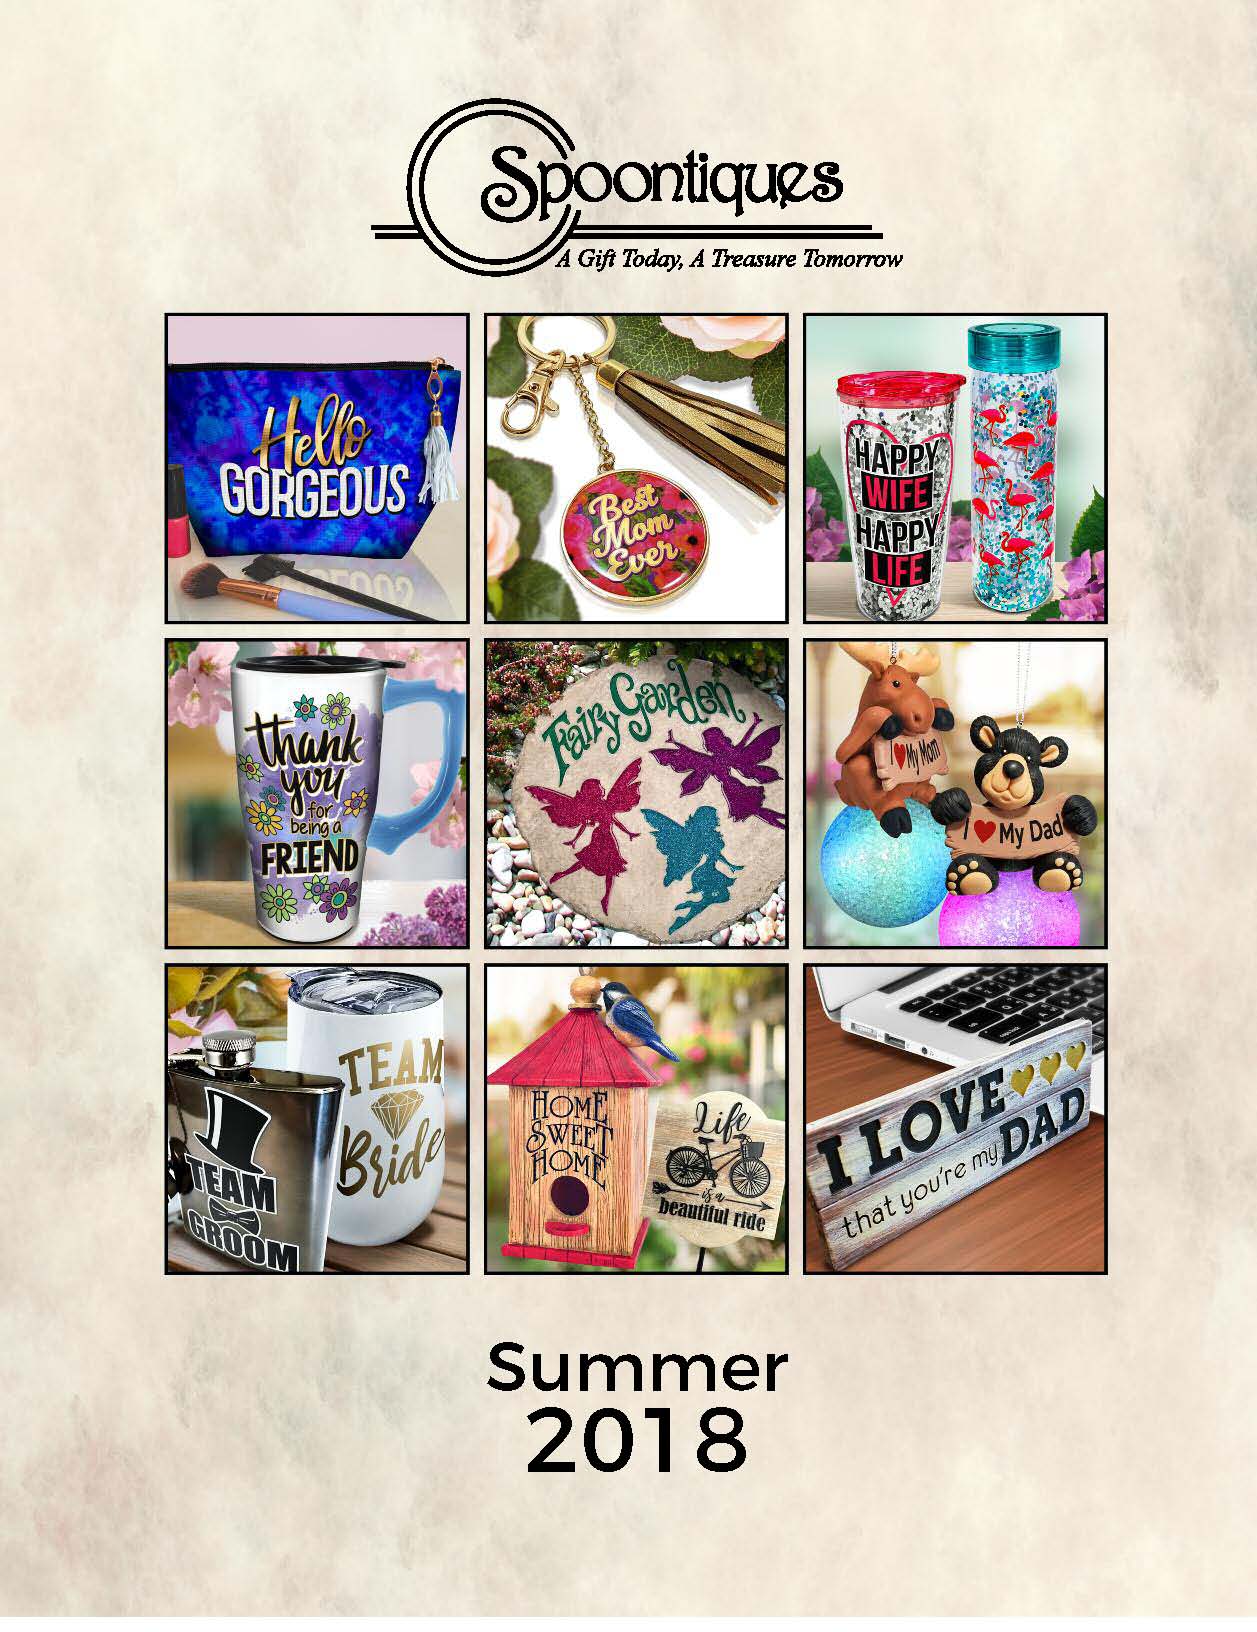 Spoontiques
A Gift Today, A Treasure Tomorrow
Hello
GORGEOUS
Best
Mom
Ever
HAPPY
WIFE
HAPPY
LIFE
thank
you
for
being a
FRIEND
Fairy Garden
I ♥ My Mom
I ♥ My Dad
TEAM
GROOM
TEAM
Bride
HOME
SWEET
HOME
Life
is a
beautiful ride
I LOVE
that you're my DAD
Summer
2018